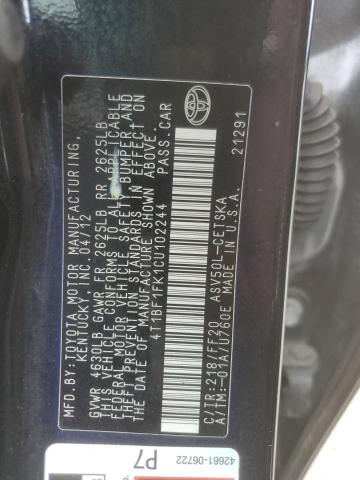 MFD. BY:
TOYOTA MOTOR MANUFACTURING,
KENTUCKY, INC. 04/12
GVWR 4630LB GAWR FR 2625LB RR 2625LB
THIS VEHICLE CONFORMS TO ALL APPLICABLE
FEDERAL MOTOR VEHICLE SAFETY, BUMPER, AND
THEFT PREVENTION STANDARDS IN EFFECT ON
DATE OF MANUFACTURE SHOWN ABOVE.
4T1BF1FK1CU102244 PASS.CAR
C/TR:218/FF20 ASV50L-CETSKA
A/TM:-01A/U760E MADE IN U.S.A.
21291
TOYOTA
42661-06722
P7